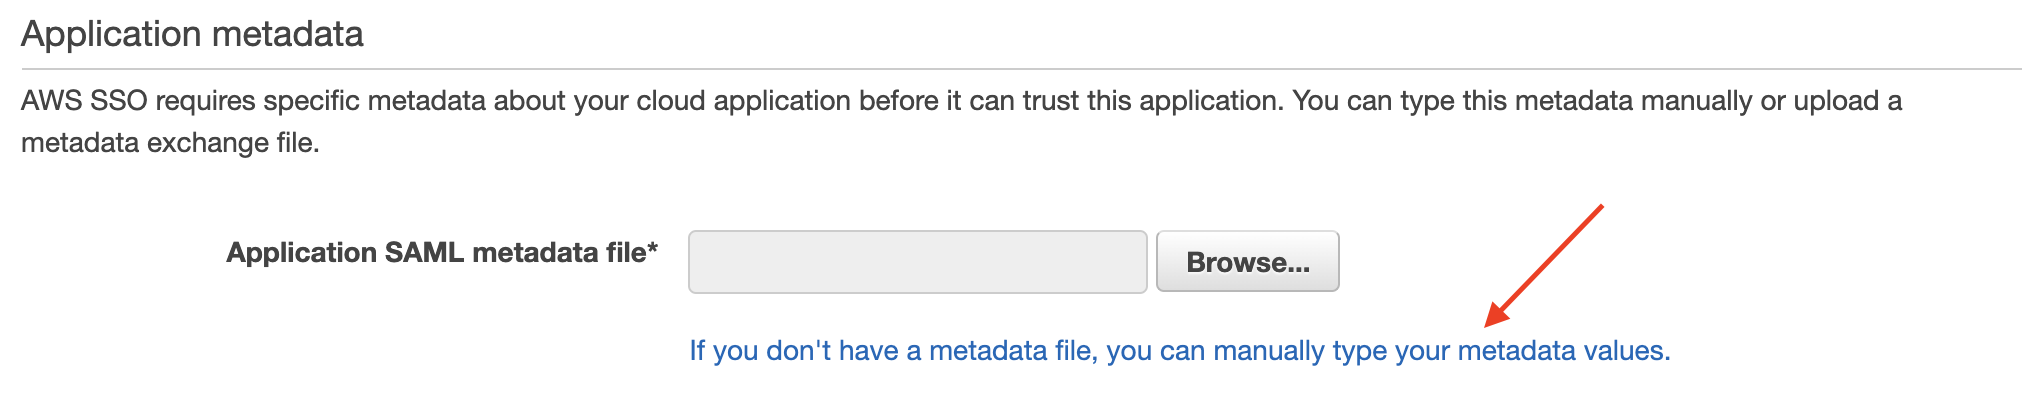 Application metadata
AWS SSO requires specific metadata about your cloud application before it can trust this application. You can type this metadata manually or upload a
metadata exchange file.
Application SAML metadata file*
Browse...
If you don't have a metadata file, you can manually type your metadata values.